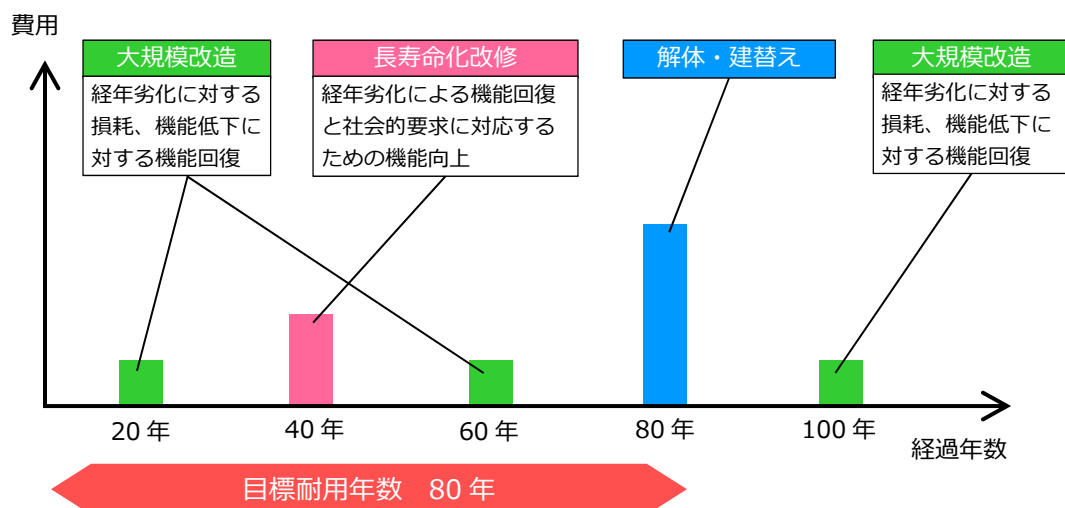 費用
大規模改造
経年劣化に対する
損耗、機能低下に
対する機能回復
長寿命化改修
経年劣化による機能回復
と社会的要求に対応する
ための機能向上
解体・建替え
大規模改造
経年劣化に対する
損耗、機能低下に
対する機能回復
20 年
40 年
60 年
80 年
100 年
経過年数
目標耐用年数　80 年